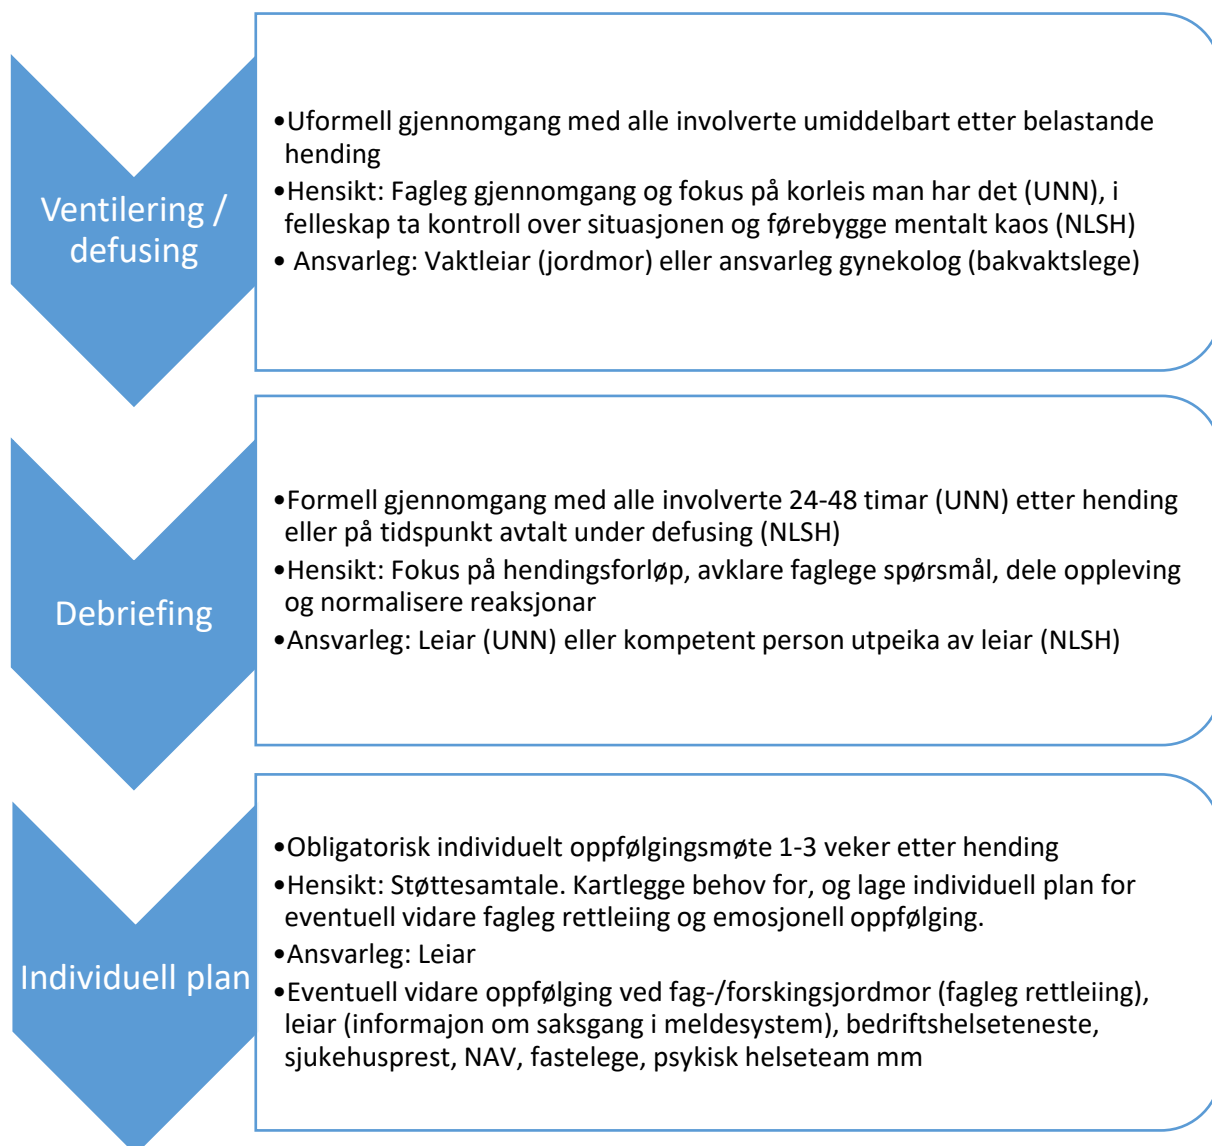 Ventilering /
defusing
•Uformell gjennomgang med alle involverte umiddelbart etter belastande
hending
•Hensikt: Fagleg gjennomgang og fokus på korleis man har det (UNN), i
felleskap ta kontroll over situasjonen og førebygge mentalt kaos (NLSH)
• Ansvarleg: Vaktleiar (jordmor) eller ansvarleg gynekolog (bakvaktslege)
Debriefing
•Formell gjennomgang med alle involverte 24-48 timar (UNN) etter hending
eller på tidspunkt avtalt under defusing (NLSH)
•Hensikt: Fokus på hendingsforløp, avklare faglege spørsmål, dele oppleving
og normalisere reaksjonar
•Ansvarleg: Leiar (UNN) eller kompetent person utpeika av leiar (NLSH)
Individuell plan
•Obligatorisk individuelt oppfølgingsmøte 1-3 veker etter hending
•Hensikt: Støttesamtale. Kartlegge behov for, og lage individuell plan for
eventuell vidare fagleg rettleiing og emosjonell oppfølging.
•Ansvarleg: Leiar
•Eventuell vidare oppfølging ved fag-/forskingsjordmor (fagleg rettleiing),
leiar (informajon om saksgang i meldesystem), bedriftshelseteneste,
sjukehusprest, NAV, fastelege, psykisk helseteam mm